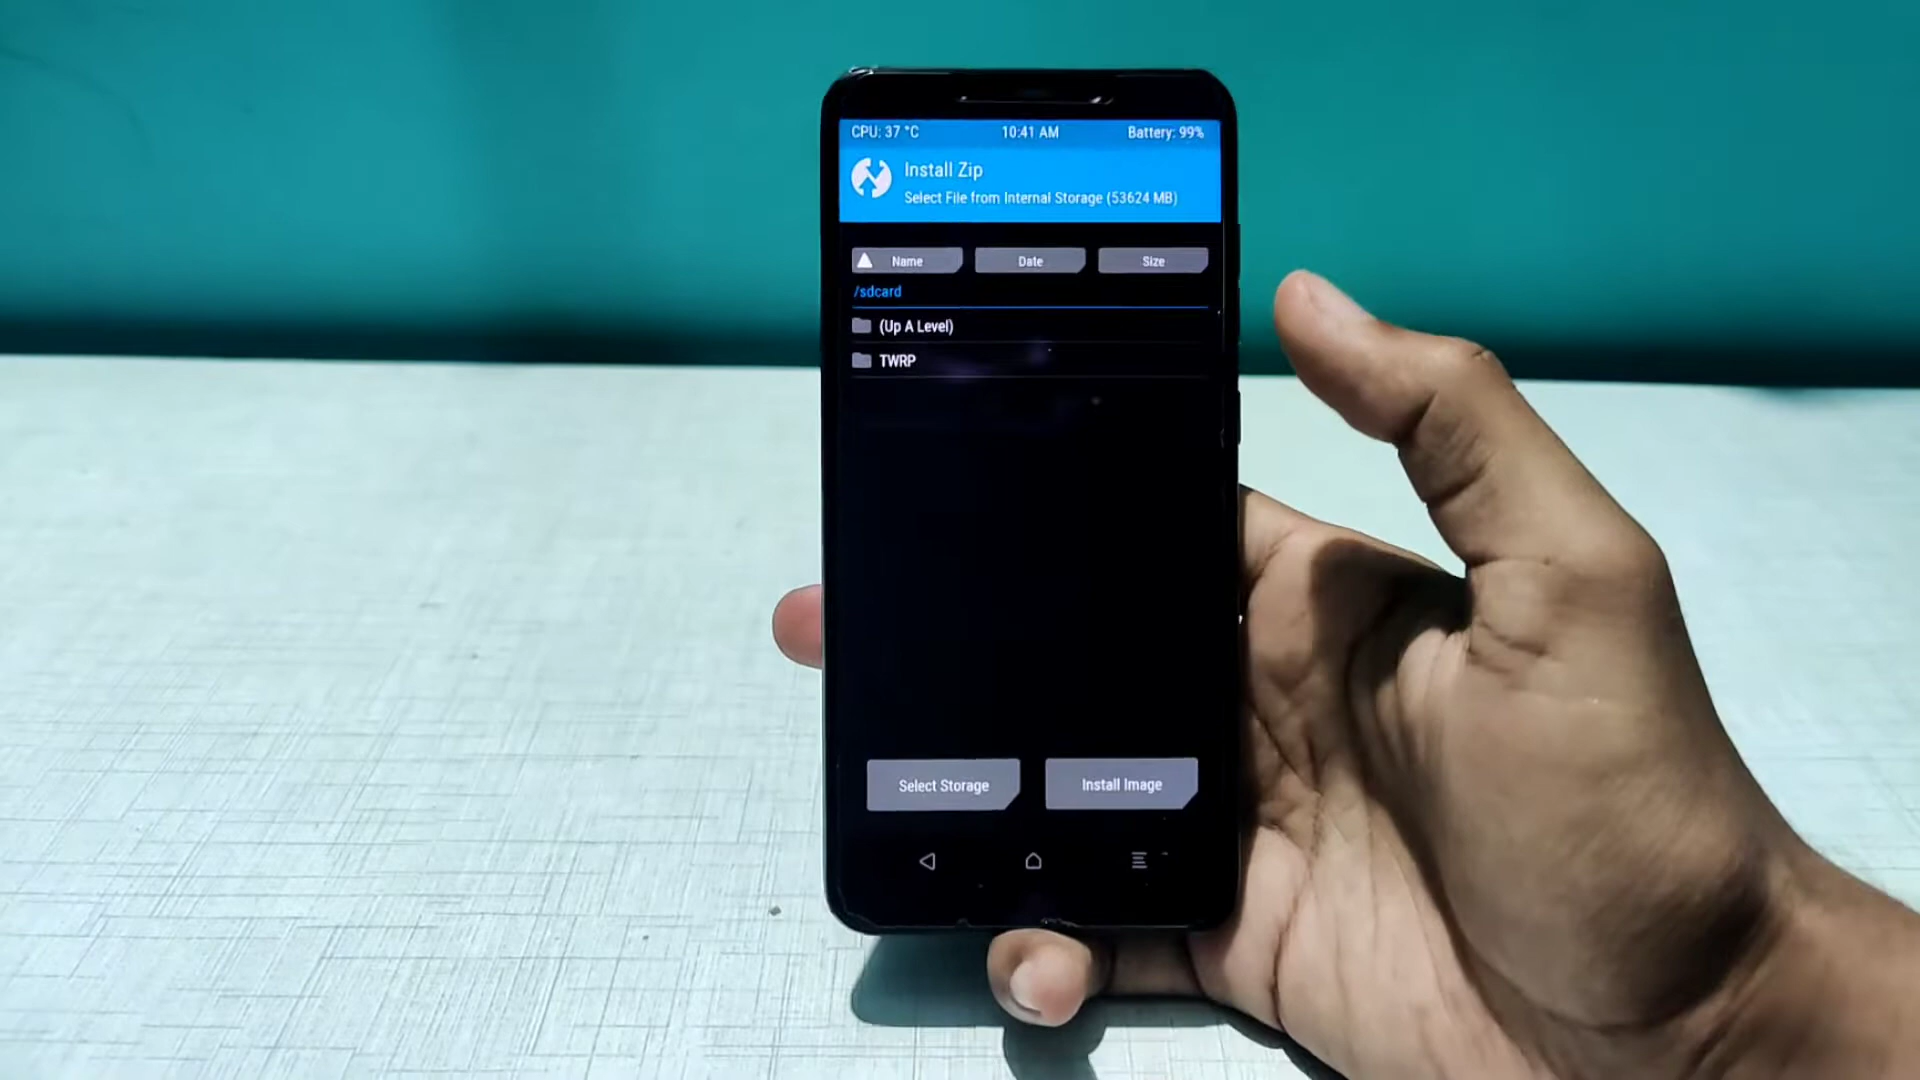 CPU: 37 °C 10:41 AM Battery: 99%
Install Zip
Select File from Internal Storage (53624 MB)
Name Date Size
/sdcard
(Up A Level)
TWRP
Select Storage Install Image